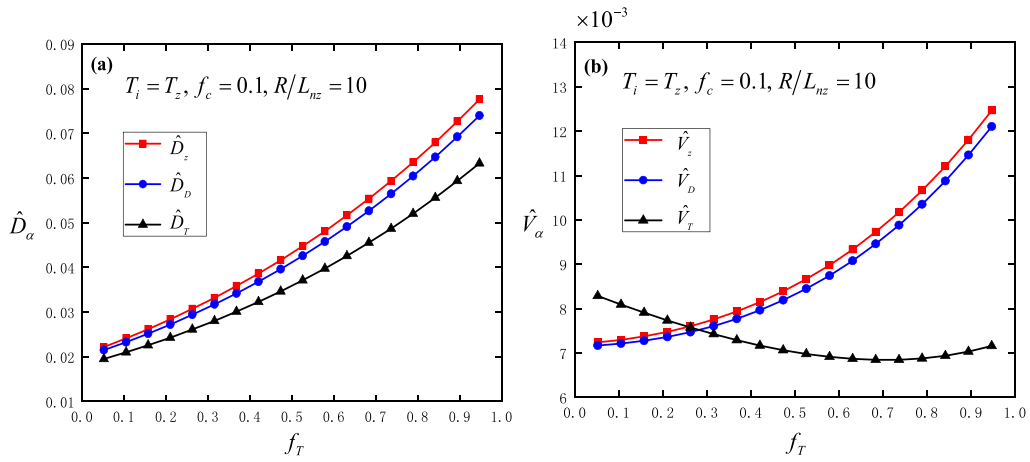 (a)
T_i = T_z, f_c = 0.1, R/L_nz = 10
D̂_z
D̂_D
D̂_T
D̂_α
0.09
0.08
0.07
0.06
0.05
0.04
0.03
0.02
0.01
0.0 0.1 0.2 0.3 0.4 0.5 0.6 0.7 0.8 0.9 1.0
f_T
×10⁻³
(b)
T_i = T_z, f_c = 0.1, R/L_nz = 10
V̂_z
V̂_D
V̂_T
V̂_α
14
13
12
11
10
9
8
7
6
0.0 0.1 0.2 0.3 0.4 0.5 0.6 0.7 0.8 0.9 1.0
f_T